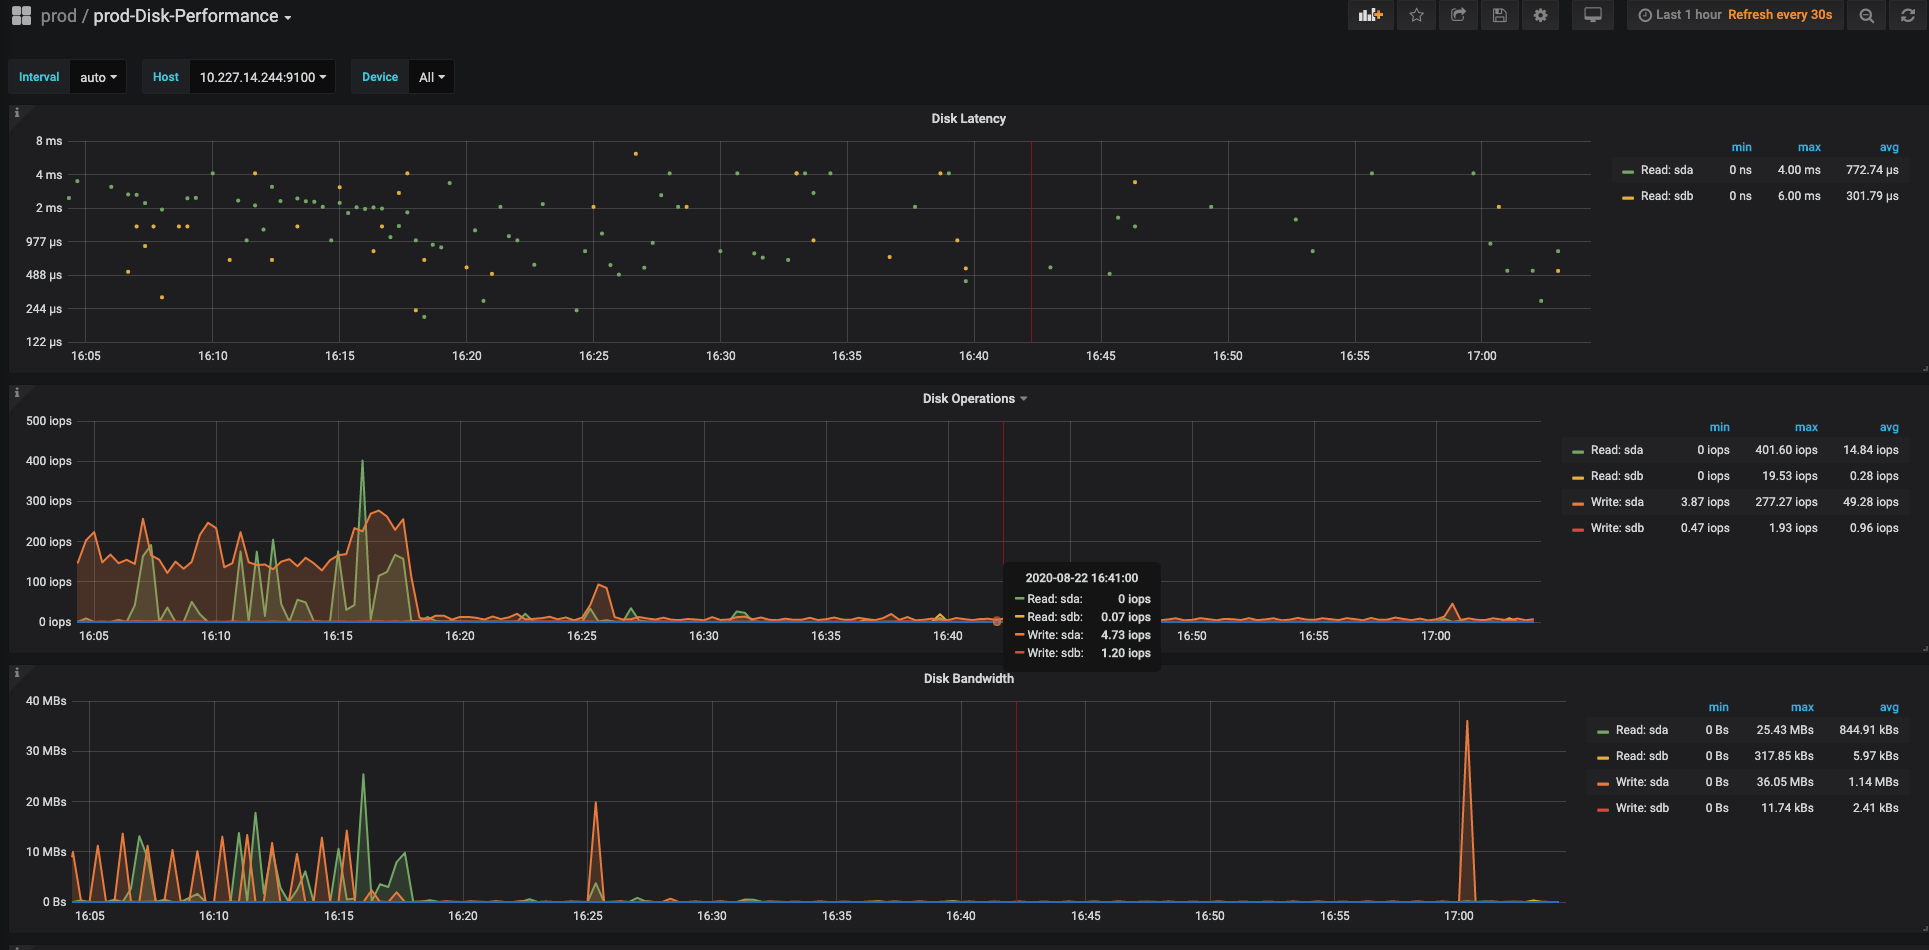 prod / prod-Disk-Performance
Last 1 hour Refresh every 30s
Interval auto Host 10.227.14.244:9100 Device All
Disk Latency
8 ms
4 ms
2 ms
977 µs
488 µs
244 µs
122 µs
16:05 16:10 16:15 16:20 16:25 16:30 16:35 16:40 16:45 16:50 16:55 17:00
min max avg
Read: sda 0 ns 4.00 ms 772.74 µs
Read: sdb 0 ns 6.00 ms 301.79 µs
Disk Operations
500 iops
400 iops
300 iops
200 iops
100 iops
0 iops
16:05 16:10 16:15 16:20 16:25 16:30 16:35 16:40 16:50 16:55 17:00
2020-08-22 16:41:00
Read: sda: 0 iops
Read: sdb: 0.07 iops
Write: sda: 4.73 iops
Write: sdb: 1.20 iops
min max avg
Read: sda 0 iops 401.60 iops 14.84 iops
Read: sdb 0 iops 19.53 iops 0.28 iops
Write: sda 3.87 iops 277.27 iops 49.28 iops
Write: sdb 0.47 iops 1.93 iops 0.96 iops
Disk Bandwidth
40 MBs
30 MBs
20 MBs
10 MBs
0 Bs
16:05 16:10 16:15 16:20 16:25 16:30 16:35 16:40 16:45 16:50 16:55 17:00
min max avg
Read: sda 0 Bs 25.43 MBs 844.91 kBs
Read: sdb 0 Bs 317.85 kBs 5.97 kBs
Write: sda 0 Bs 36.05 MBs 1.14 MBs
Write: sdb 0 Bs 11.74 kBs 2.41 kBs